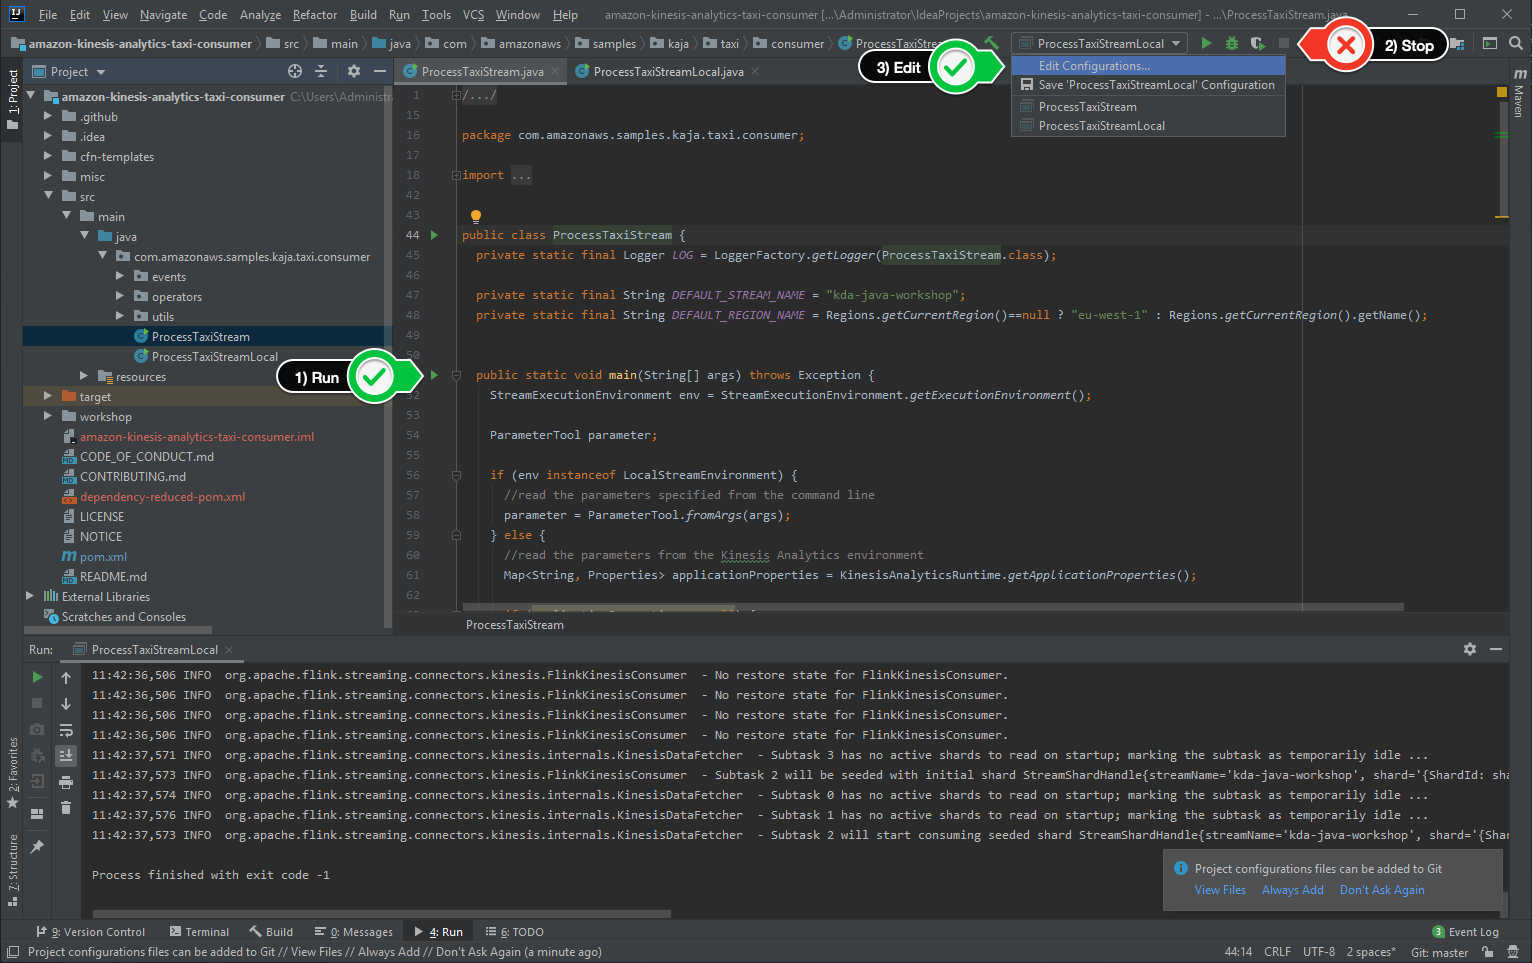 File Edit View Navigate Code Analyze Refactor Build Run Tools VCS Window Help amazon-kinesis-analytics-taxi-consumer [...\Administrator\IdeaProjects\amazon-kinesis-analytics-taxi-consumer] - ...\ProcessTaxiStream.java
amazon-kinesis-analytics-taxi-consumer src main java com amazonaws samples kaja taxi consumer ProcessTaxiStream ProcessTaxiStreamLocal
2) Stop
3) Edit
Edit Configurations...
Save 'ProcessTaxiStreamLocal' Configuration
ProcessTaxiStream
ProcessTaxiStreamLocal
1: Project
Project
ProcessTaxiStream.java ProcessTaxiStreamLocal.java
Maven
amazon-kinesis-analytics-taxi-consumer C:\Users\Administr
.github
.idea
cfn-templates
misc
src
main
java
com.amazonaws.samples.kaja.taxi.consumer
events
operators
utils
ProcessTaxiStream
ProcessTaxiStreamLocal
resources
target
workshop
amazon-kinesis-analytics-taxi-consumer.iml
CODE_OF_CONDUCT.md
CONTRIBUTING.md
dependency-reduced-pom.xml
LICENSE
NOTICE
pom.xml
README.md
External Libraries
Scratches and Consoles
1) Run
1 /.../
15
16 package com.amazonaws.samples.kaja.taxi.consumer;
17
18 import ...
42
43
44 public class ProcessTaxiStream {
45 private static final Logger LOG = LoggerFactory.getLogger(ProcessTaxiStream.class);
46
47 private static final String DEFAULT_STREAM_NAME = "kda-java-workshop";
48 private static final String DEFAULT_REGION_NAME = Regions.getCurrentRegion()==null ? "eu-west-1" : Regions.getCurrentRegion().getName();
49
50
public static void main(String[] args) throws Exception {
52 StreamExecutionEnvironment env = StreamExecutionEnvironment.getExecutionEnvironment();
53
54 ParameterTool parameter;
55
56 if (env instanceof LocalStreamEnvironment) {
57 //read the parameters specified from the command line
58 parameter = ParameterTool.fromArgs(args);
59 } else {
60 //read the parameters from the Kinesis Analytics environment
61 Map<String, Properties> applicationProperties = KinesisAnalyticsRuntime.getApplicationProperties();
62
ProcessTaxiStream
Run: ProcessTaxiStreamLocal
11:42:36,506 INFO org.apache.flink.streaming.connectors.kinesis.FlinkKinesisConsumer - No restore state for FlinkKinesisConsumer.
11:42:36,506 INFO org.apache.flink.streaming.connectors.kinesis.FlinkKinesisConsumer - No restore state for FlinkKinesisConsumer.
11:42:36,506 INFO org.apache.flink.streaming.connectors.kinesis.FlinkKinesisConsumer - No restore state for FlinkKinesisConsumer.
11:42:36,506 INFO org.apache.flink.streaming.connectors.kinesis.FlinkKinesisConsumer - No restore state for FlinkKinesisConsumer.
11:42:37,571 INFO org.apache.flink.streaming.connectors.kinesis.internals.KinesisDataFetcher - Subtask 3 has no active shards to read on startup; marking the subtask as temporarily idle ...
11:42:37,573 INFO org.apache.flink.streaming.connectors.kinesis.FlinkKinesisConsumer - Subtask 2 will be seeded with initial shard StreamShardHandle{streamName='kda-java-workshop', shard='{ShardId: sha
11:42:37,574 INFO org.apache.flink.streaming.connectors.kinesis.internals.KinesisDataFetcher - Subtask 0 has no active shards to read on startup; marking the subtask as temporarily idle ...
11:42:37,576 INFO org.apache.flink.streaming.connectors.kinesis.internals.KinesisDataFetcher - Subtask 1 has no active shards to read on startup; marking the subtask as temporarily idle ...
11:42:37,573 INFO org.apache.flink.streaming.connectors.kinesis.internals.KinesisDataFetcher - Subtask 2 will start consuming seeded shard StreamShardHandle{streamName='kda-java-workshop', shard='{Shar
Process finished with exit code -1
2: Favorites
7: Structure
Project configurations files can be added to Git
View Files Always Add Don't Ask Again
9: Version Control Terminal Build 0: Messages 4: Run 6: TODO 3 Event Log
Project configurations files can be added to Git // View Files // Always Add // Don't Ask Again (a minute ago) 44:14 CRLF UTF-8 2 spaces* Git: master